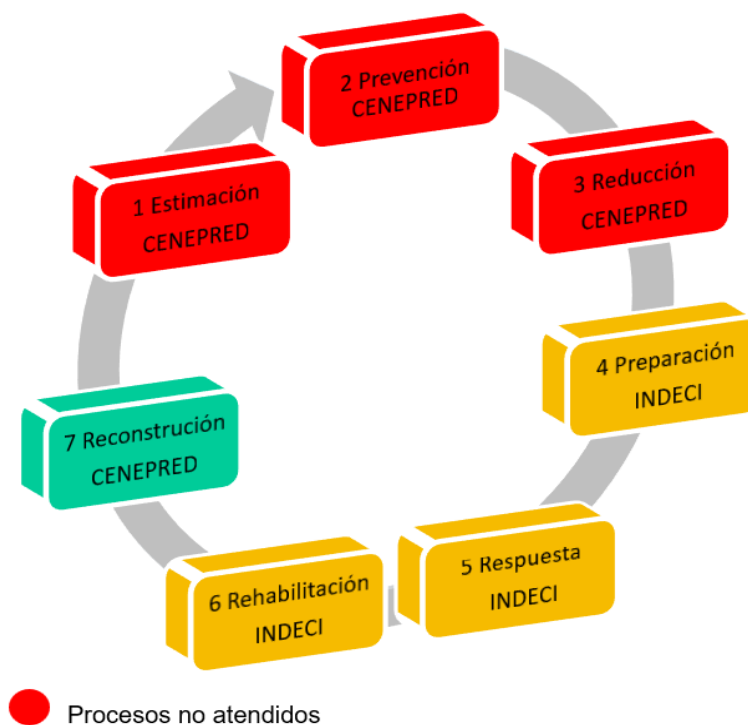 1 Estimación
CENEPRED
2 Prevención
CENEPRED
3 Reducción
CENEPRED
4 Preparación
INDECI
5 Respuesta
INDECI
6 Rehabilitación
INDECI
7 Reconstrución
CENEPRED
Procesos no atendidos